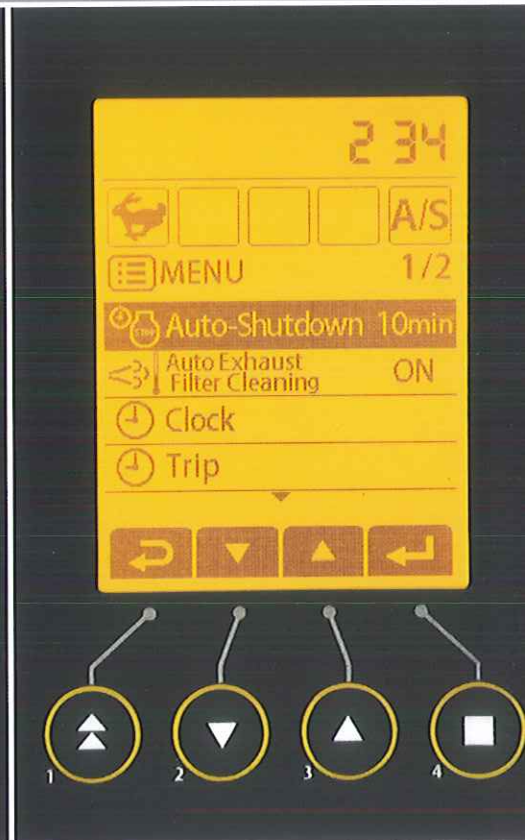 2 34
A/S
MENU 1/2
STOP Auto-Shutdown 10min
Auto Exhaust
Filter Cleaning ON
Clock
Trip
1 2 3 4